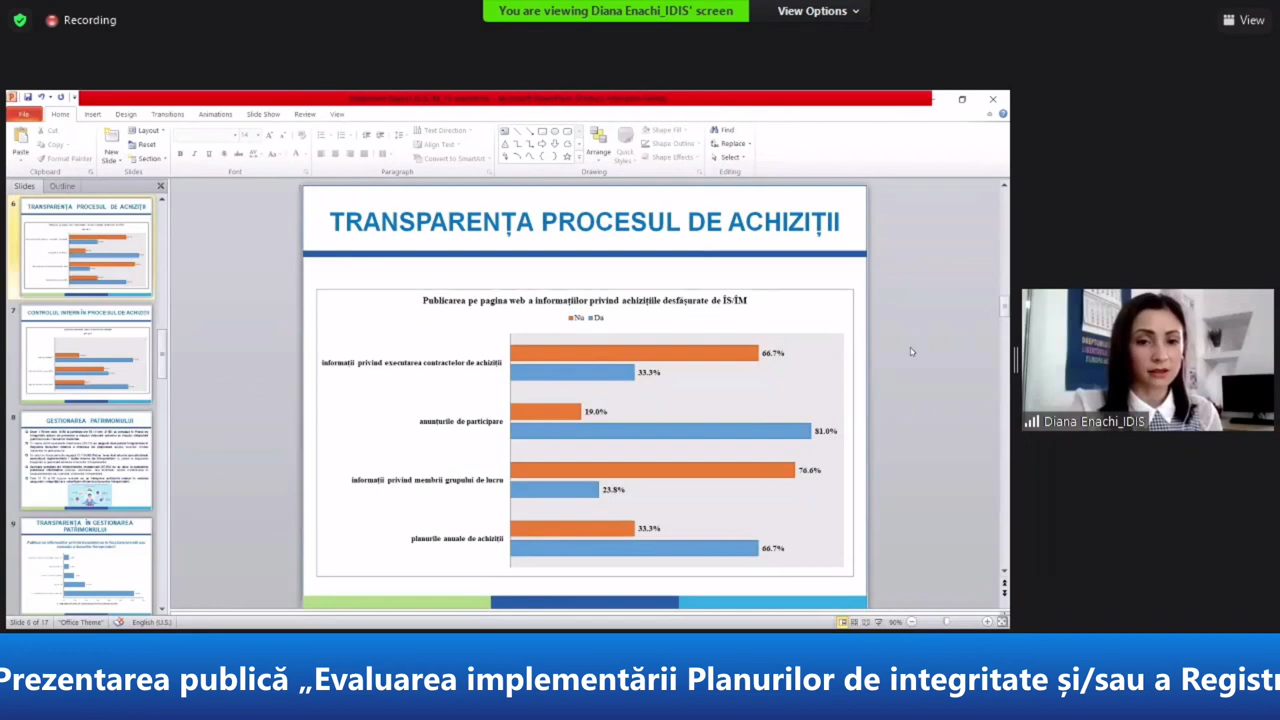 Recording
You are viewing Diana Enachi_IDIS' screen
View Options
View
File
Home
Insert
Design
Transitions
Animations
Slide Show
Review
View
Paste
Cut
Copy
Format Painter
Clipboard
New
Slide
Layout
Reset
Section
Slides
Font
14
Text Direction
Align Text
Convert to SmartArt
Paragraph
Arrange
Quick
Styles
Shape Fill
Shape Outline
Shape Effects
Drawing
Find
Replace
Select
Editing
Slides
Outline
6
TRANSPARENȚA PROCESUL DE ACHIZIȚII
7
CONTROLUL INTERN ÎN PROCESUL DE ACHIZIȚII
8
GESTIONAREA PATRIMONIULUI
9
TRANSPARENȚA ÎN GESTIONAREA
PATRIMONIULUI
TRANSPARENȚA PROCESUL DE ACHIZIȚII
Publicarea pe pagina web a informațiilor privind achizițiile desfășurate de ÎS/ÎM
Nu Da
informații privind executarea contractelor de achiziții
66.7%
33.3%
anunțurile de participare
19.0%
81.0%
informații privind membrii grupului de lucru
76.6%
23.8%
planurile anuale de achiziții
33.3%
66.7%
Diana Enachi_IDIS
Slide 6 of 17
"Office Theme"
English (U.S.)
90%
Prezentarea publică „Evaluarea implementării Planurilor de integritate și/sau a Registr